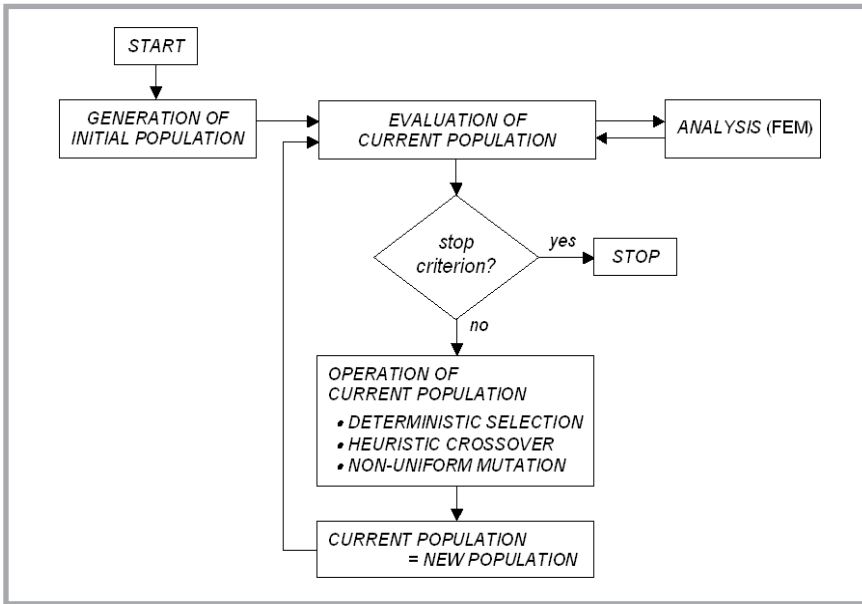 START
GENERATION OF
INITIAL POPULATION
EVALUATION OF
CURRENT POPULATION
ANALYSIS (FEM)
stop
criterion?
yes
STOP
no
OPERATION OF
CURRENT POPULATION
• DETERMINISTIC SELECTION
• HEURISTIC CROSSOVER
• NON-UNIFORM MUTATION
CURRENT POPULATION
= NEW POPULATION